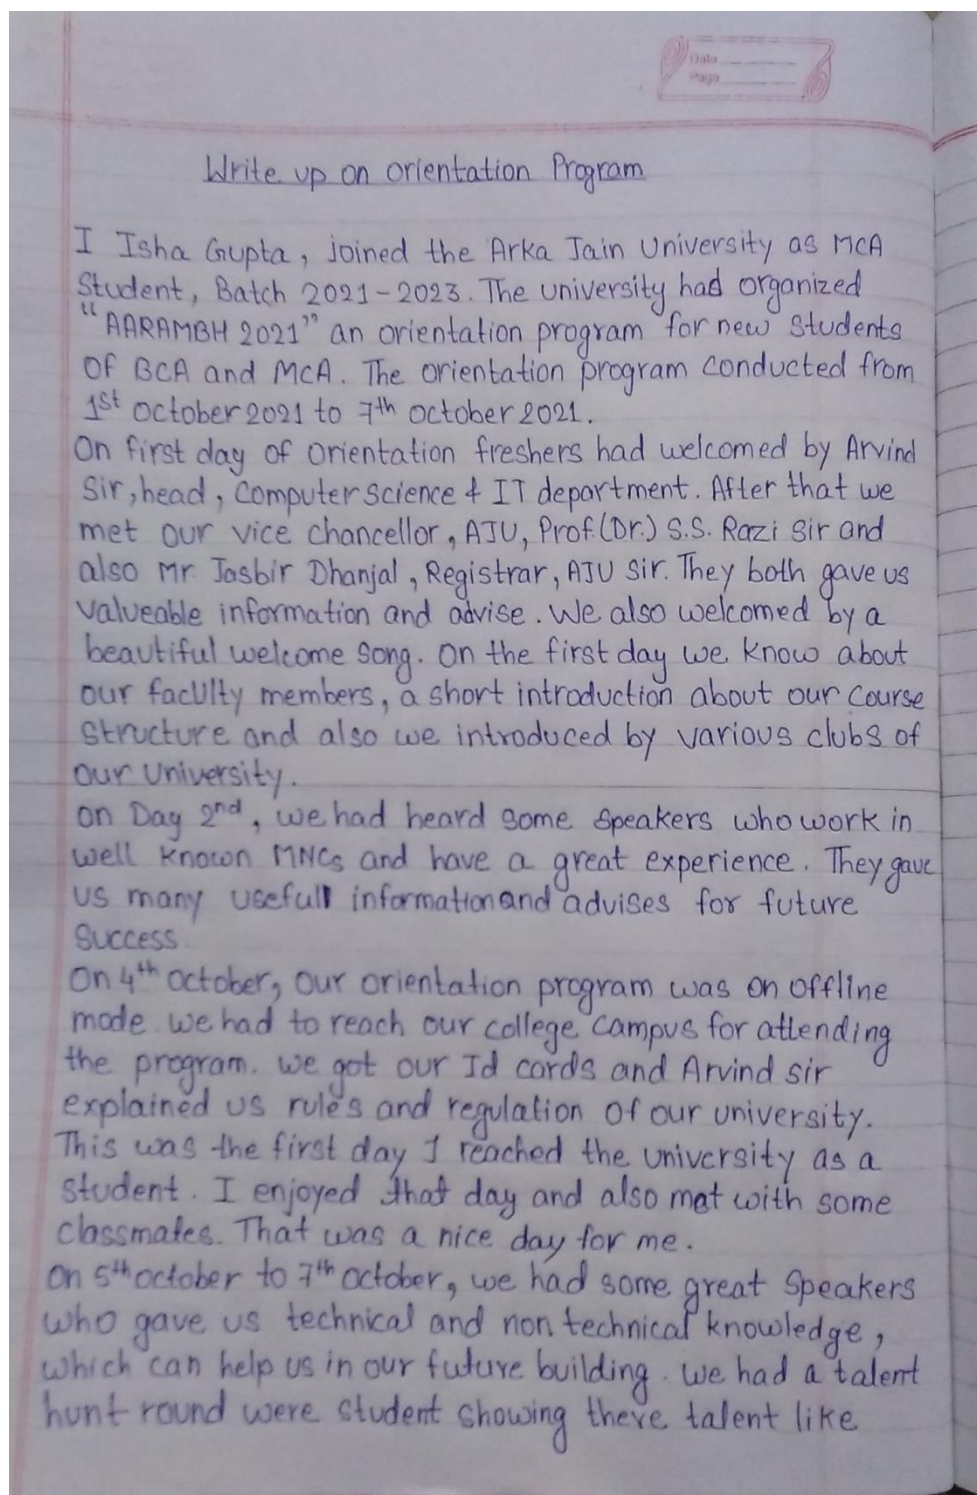 Date
Page
Write up on orientation Program
I Isha Gupta, joined the Arka Jain University as MCA
Student, Batch 2021-2023. The university had organized
"AARAMBH 2021" an orientation program for new students
of BCA and MCA. The orientation program conducted from
1st october 2021 to 7th october 2021.
On first day of orientation freshers had welcomed by Arvind
Sir, head, Computer science & IT department. After that we
met our vice chancellor, AJU, Prof.(Dr.) S.S. Razi sir and
also Mr. Jasbir Dhanjal, Registrar, AJU Sir. They both gave us
valueable information and advise. We also welcomed by a
beautiful welcome song. On the first day we know about
our faculty members, a short introduction about our course
structure and also we introduced by various clubs of
our University.
On Day 2nd, we had heard some speakers who work in
well known MNCs and have a great experience. They gave
us many usefull information and advises for future
success
On 4th october, our orientation program was on offline
mode. we had to reach our college campus for attending
the program. we got our Id cards and Arvind sir
explained us rules and regulation of our university.
This was the first day I reached the university as a
student. I enjoyed that day and also met with some
classmates. That was a nice day for me.
On 5th october to 7th october, we had some great speakers
who gave us technical and non technical knowledge,
which can help us in our future building. we had a talent
hunt round were student showing there talent like